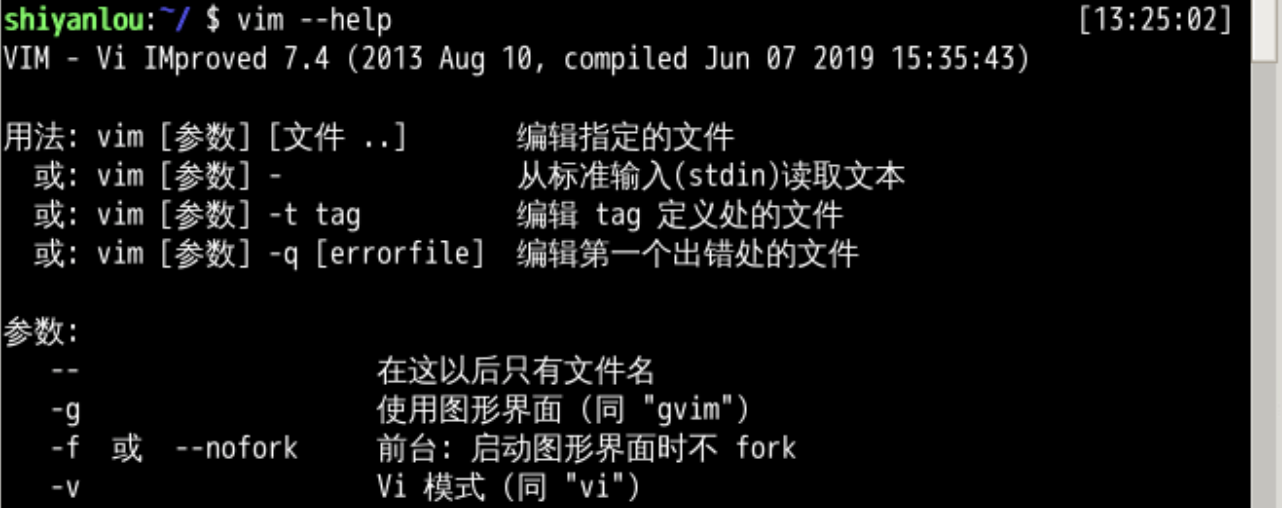 shiyanlou:~/ $ vim --help [13:25:02]
VIM - Vi IMproved 7.4 (2013 Aug 10, compiled Jun 07 2019 15:35:43)
用法: vim [参数] [文件 ..] 编辑指定的文件
或: vim [参数] - 从标准输入(stdin)读取文本
或: vim [参数] -t tag 编辑 tag 定义处的文件
或: vim [参数] -q [errorfile] 编辑第一个出错处的文件
参数:
-- 在这以后只有文件名
-g 使用图形界面 (同 "gvim")
-f 或 --nofork 前台: 启动图形界面时不 fork
-v Vi 模式 (同 "vi")